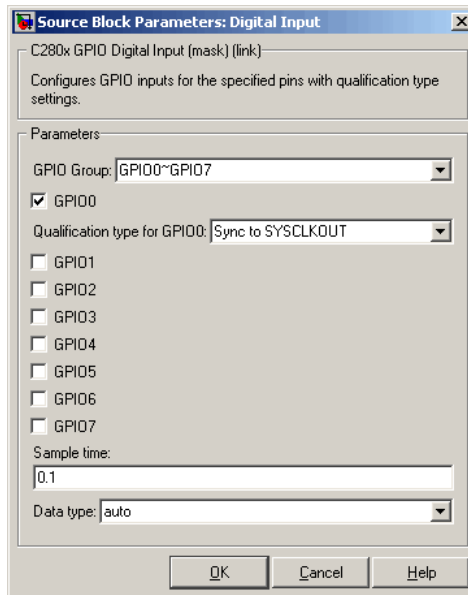 Source Block Parameters: Digital Input
C280x GPIO Digital Input (mask) (link)
Configures GPIO inputs for the specified pins with qualification type
settings.
Parameters
GPIO Group: GPIO0~GPIO7
GPIO0
Qualification type for GPIO0: Sync to SYSCLKOUT
GPIO1
GPIO2
GPIO3
GPIO4
GPIO5
GPIO6
GPIO7
Sample time:
0.1
Data type: auto
OK Cancel Help